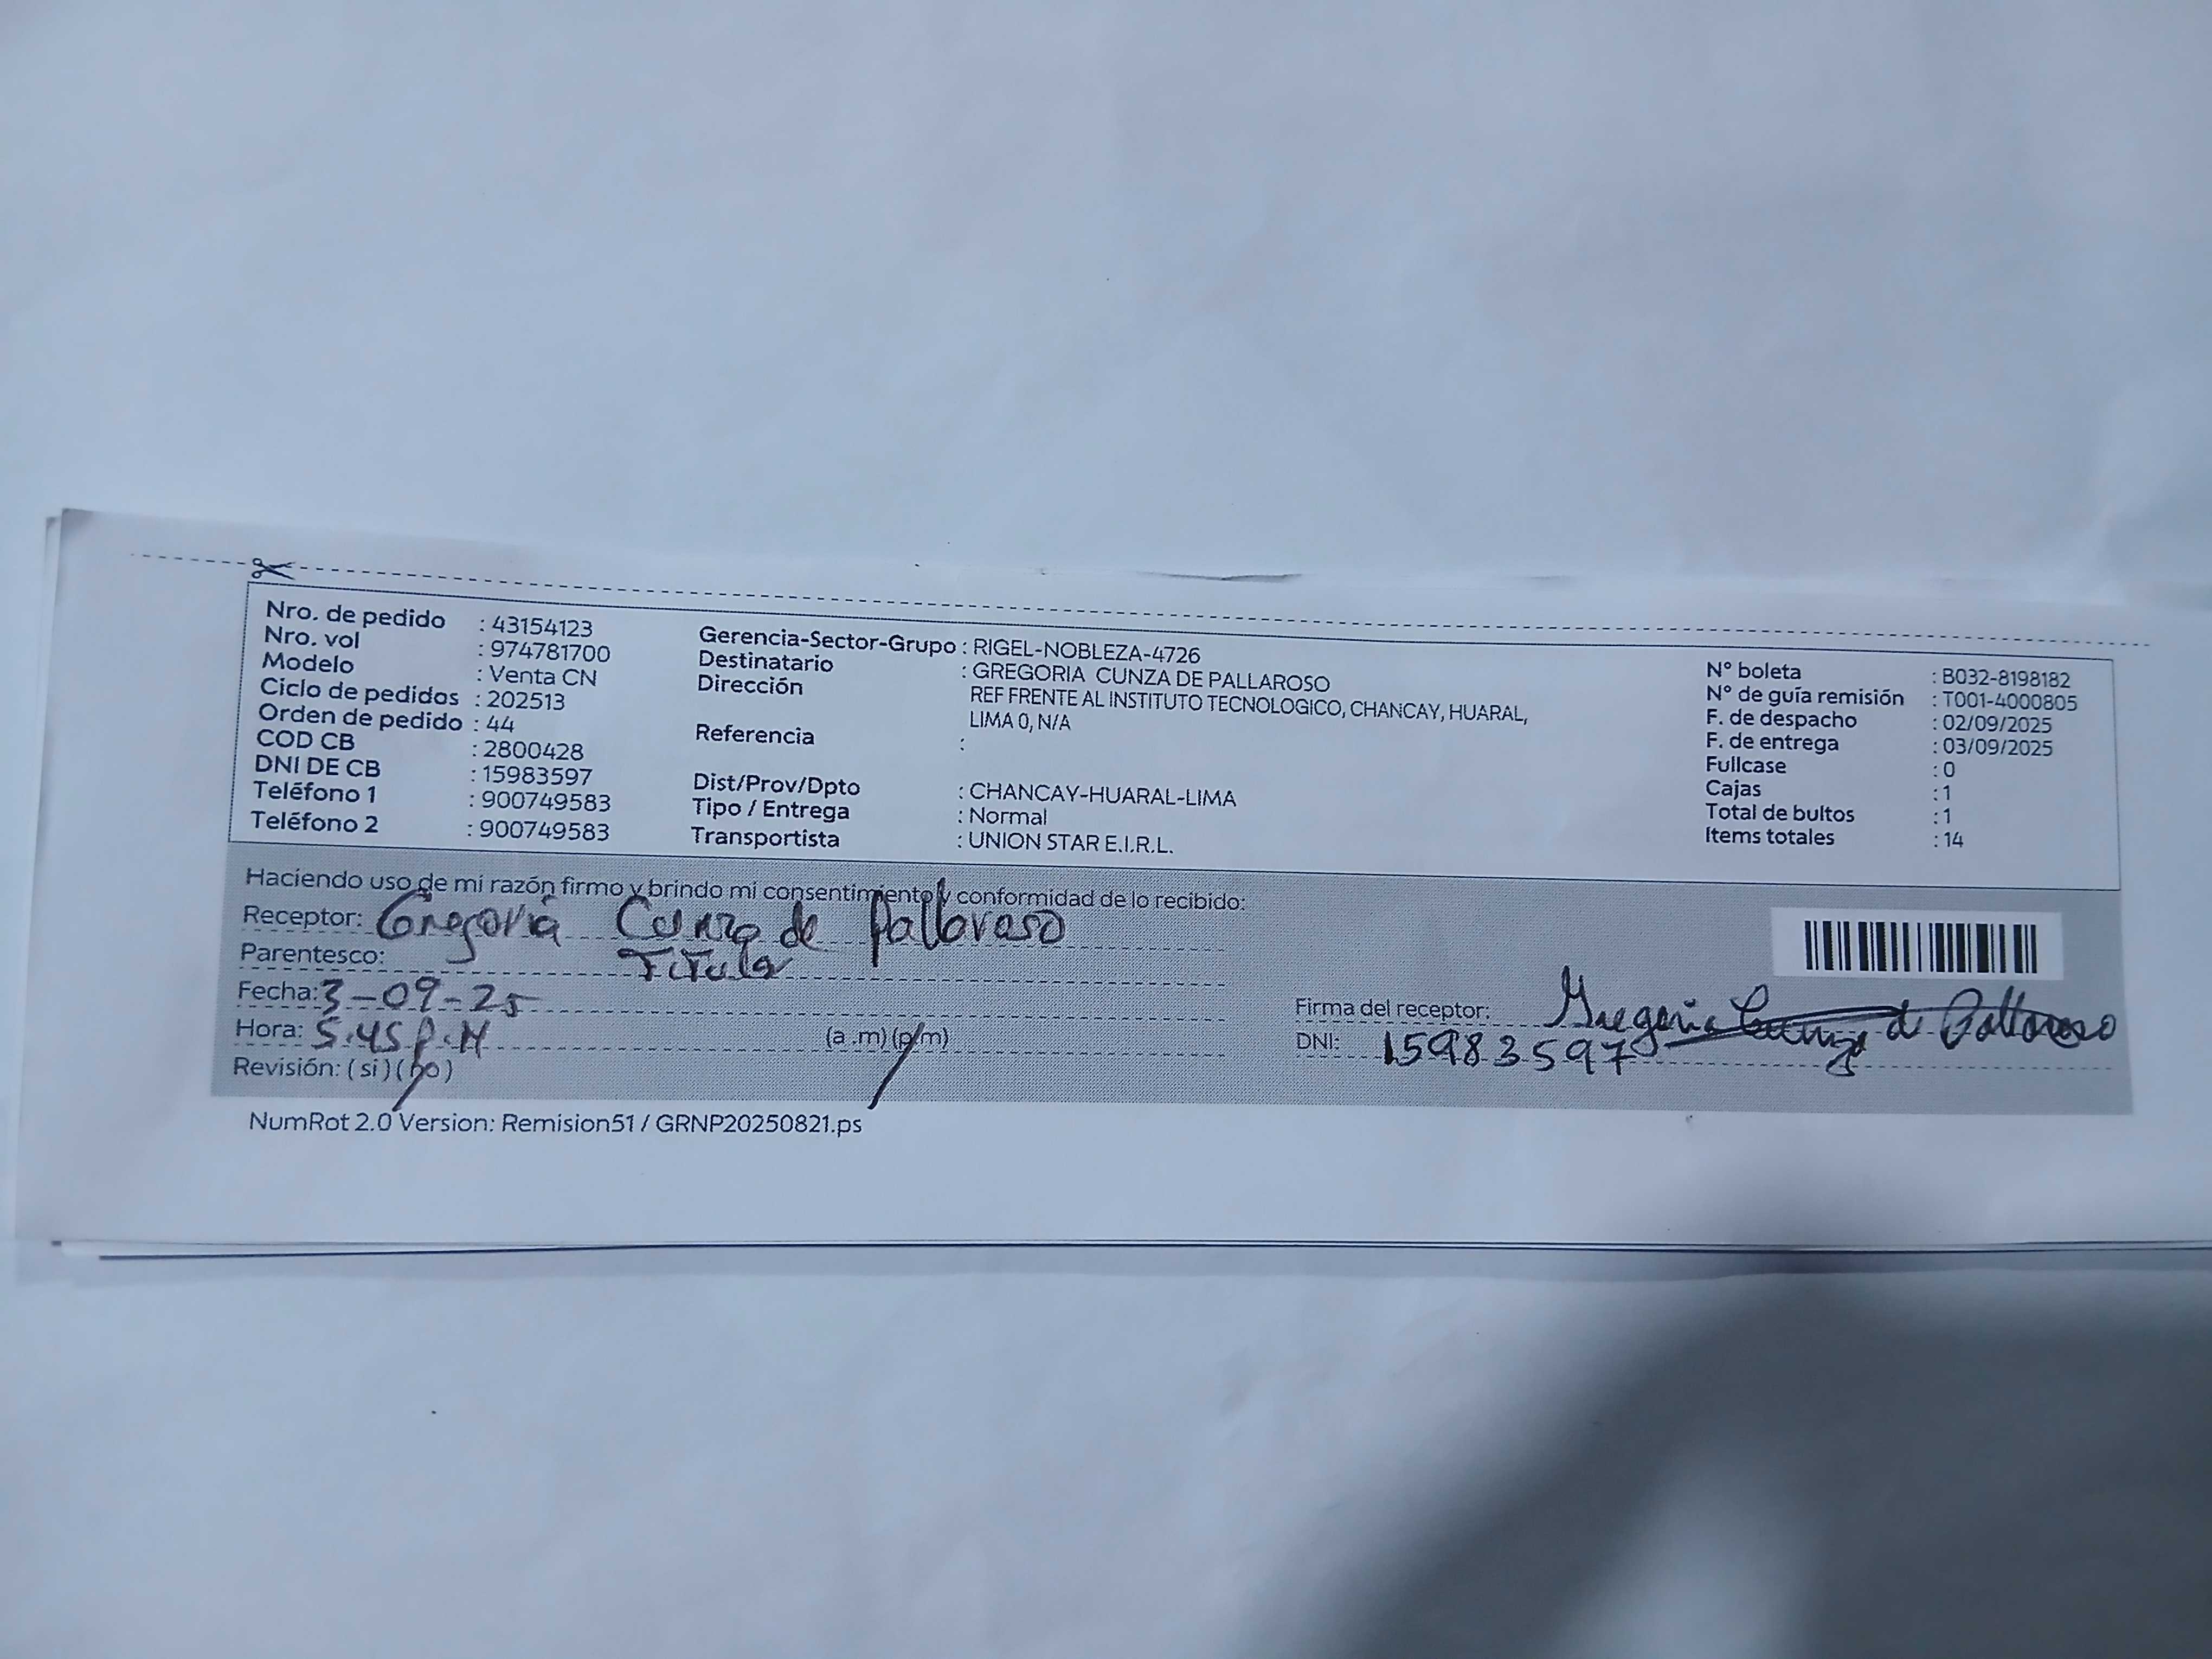 Nro. de pedido : 43154123
Nro. vol : 974781700
Modelo : Venta CN
Ciclo de pedidos : 202513
Orden de pedido : 44
COD CB : 2800428
DNI DE CB : 15983597
Teléfono 1 : 900749583
Teléfono 2 : 900749583
Gerencia-Sector-Grupo : RIGEL-NOBLEZA-4726
Destinatario : GREGORIA CUNZA DE PALLAROSO
Dirección REF FRENTE AL INSTITUTO TECNOLOGICO, CHANCAY, HUARAL,
LIMA 0, N/A
Referencia :
Dist/Prov/Dpto : CHANCAY-HUARAL-LIMA
Tipo / Entrega : Normal
Transportista : UNION STAR E.I.R.L.
N° boleta : B032-8198182
N° de guía remisión : T001-4000805
F. de despacho : 02/09/2025
F. de entrega : 03/09/2025
Fullcase : 0
Cajas : 1
Total de bultos : 1
Items totales : 14
Haciendo uso de mi razón firmo y brindo mi consentimiento y conformidad de lo recibido:
Receptor: Gregoria Cunza de Pallaroso
Parentesco: Titula
Fecha: 3-09-25
Hora: 5.45 P.M (a .m) (p.m)
Revisión: ( si ) ( no )
Firma del receptor: Gregoria Cunza de Pallaroso
DNI: 15983597
NumRot 2.0 Version: Remision51 / GRNP20250821.ps